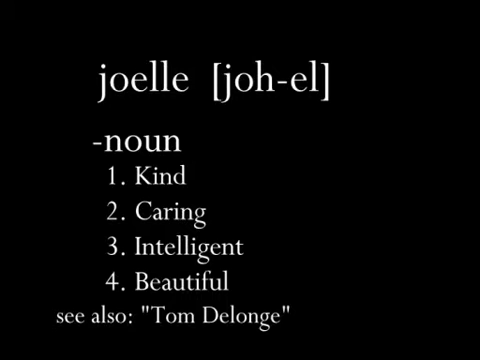 joelle [joh-el]
-noun
1. Kind
2. Caring
3. Intelligent
4. Beautiful
see also: "Tom Delonge"